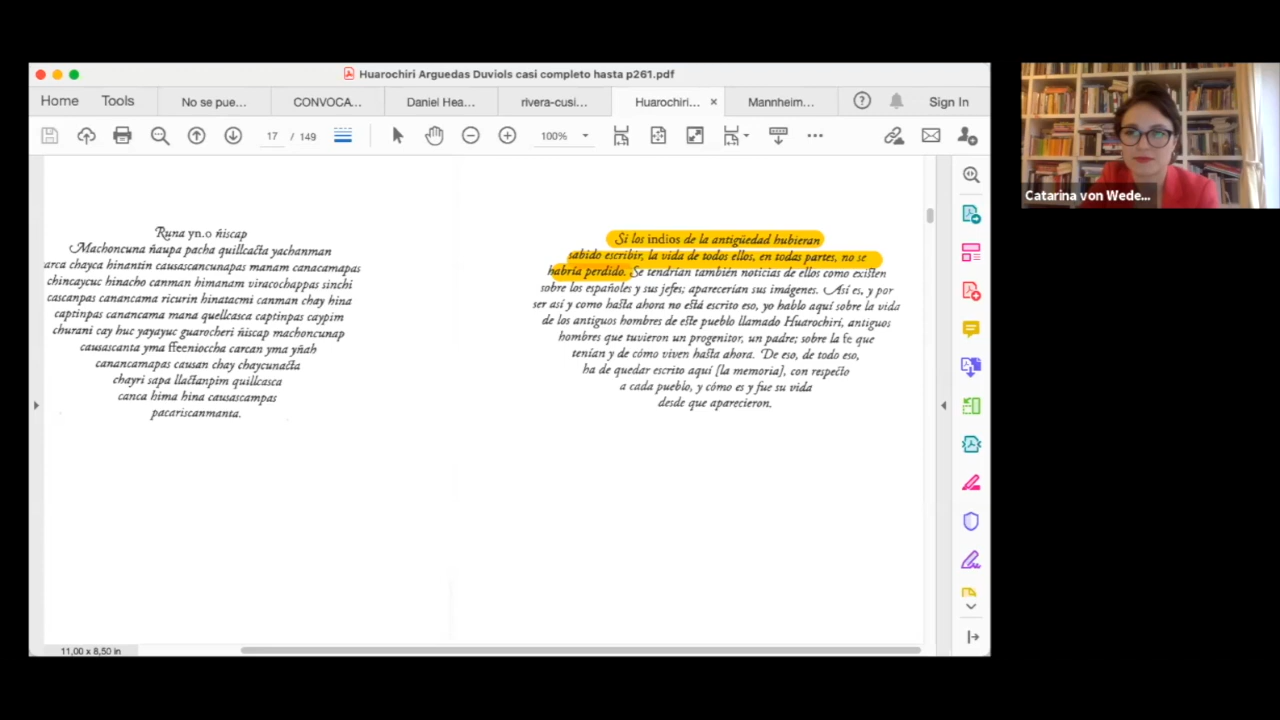 Huarochiri Arguedas Duviols casi completo hasta p261.pdf
Home Tools No se pue... CONVOCA... Daniel Hea... rivera-cusi... Huarochiri... × Mannheim... Sign In
17 / 149 100%
Runa yn.o ñiscap
Machoncuna ñaupa pacha quillcacta yachanman
arca chayca hinantin causascancunapas manam canacamapas
chincaycuc hinacho canman himanam viracochappas sinchi
cascanpas canancama ricurin hinatacmi canman chay hina
captinpas canancama mana quellcasca captinpas caypim
churani cay huc yayayuc guarocheri ñiscap machoncunap
causascanta yma ffeenioccha carcan yma yñah
canancamapas causan chay chaycunacta
chayri sapa llactanpim quillcasca
canca hima hina causascampas
pacariscanmanta.
Si los indios de la antigüedad hubieran
sabido escribir, la vida de todos ellos, en todas partes, no se
habría perdido. Se tendrían también noticias de ellos como existen
sobre los españoles y sus jefes; aparecerían sus imágenes. Así es, y por
ser así y como hasta ahora no está escrito eso, yo hablo aquí sobre la vida
de los antiguos hombres de este pueblo llamado Huarochirí, antiguos
hombres que tuvieron un progenitor, un padre; sobre la fe que
tenían y de cómo viven hasta ahora. De eso, de todo eso,
ha de quedar escrito aquí [la memoria], con respecto
a cada pueblo, y cómo es y fue su vida
desde que aparecieron.
11,00 x 8,50 in
Catarina von Wede...